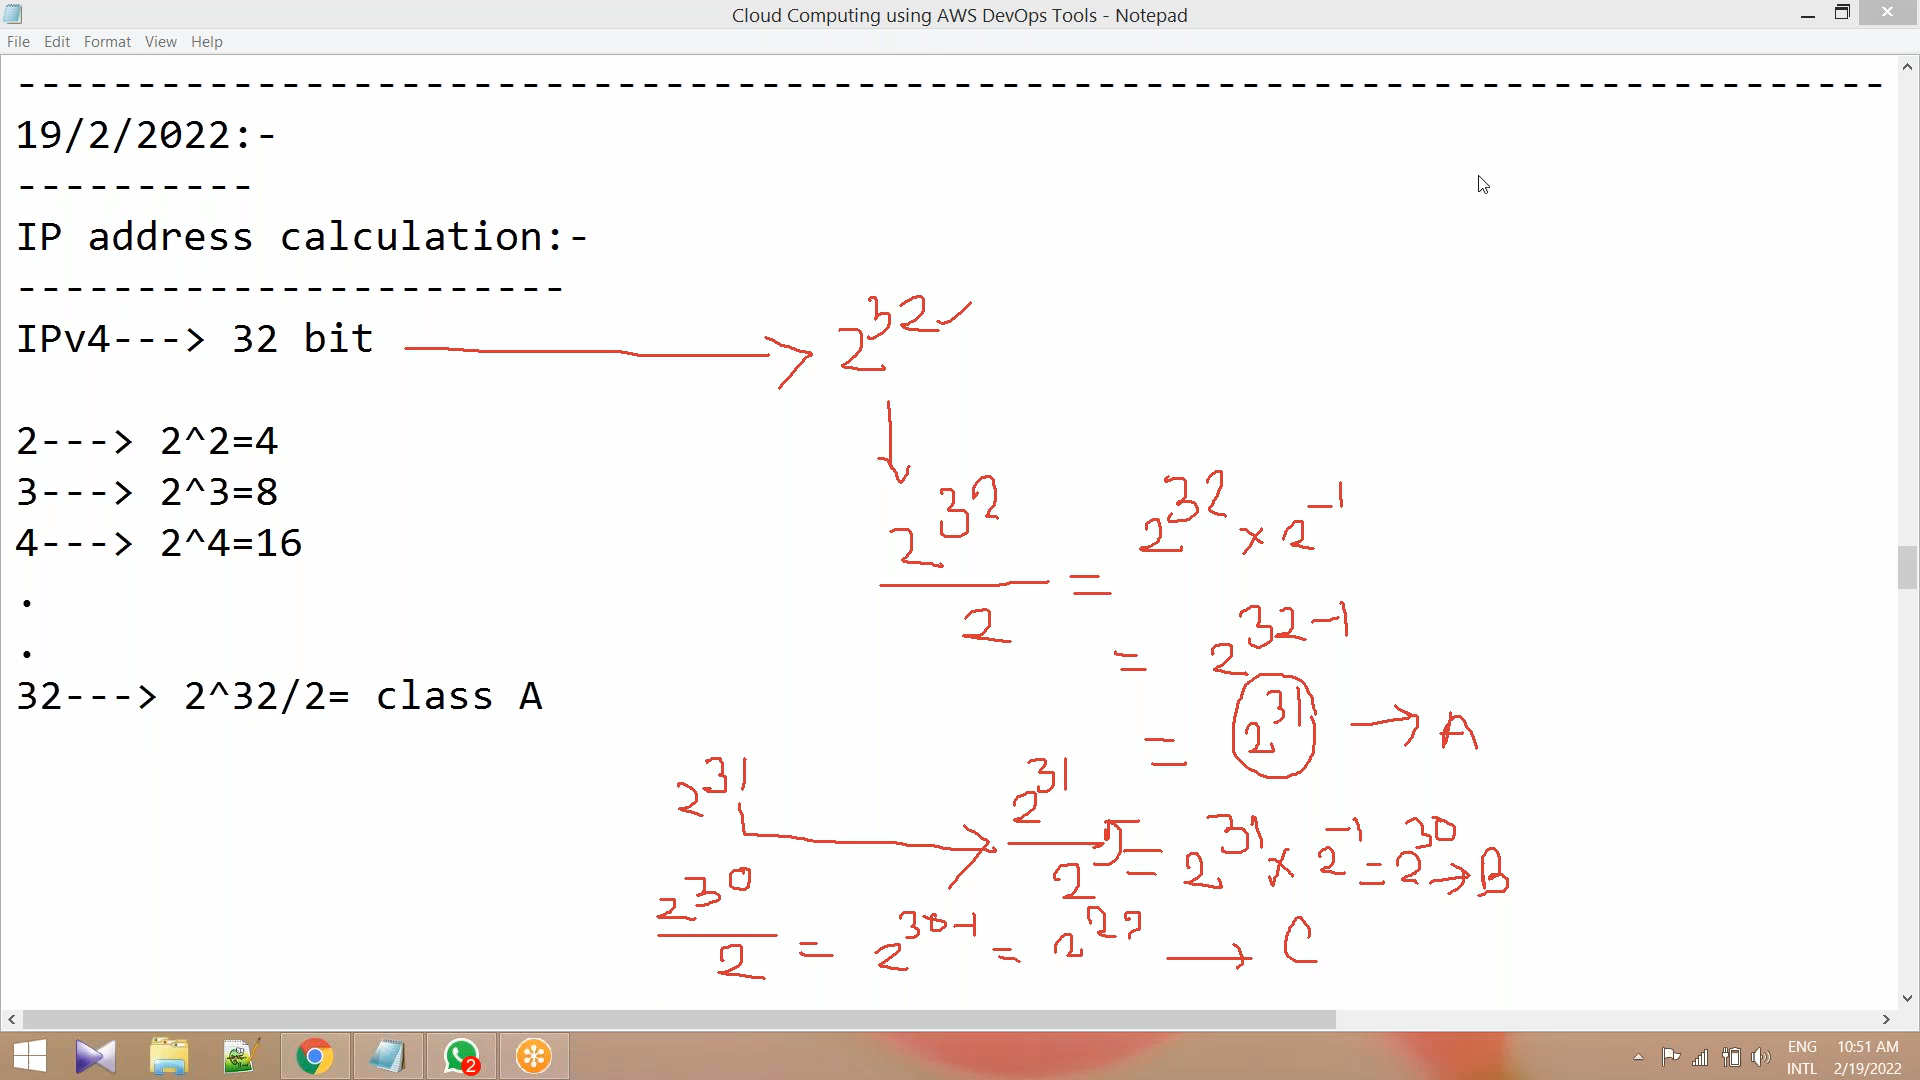 Cloud Computing using AWS DevOps Tools - Notepad
File Edit Format View Help
------------------------------------------------------------------------------
19/2/2022:-
----------
IP address calculation:-
-----------------------
IPv4---> 32 bit
2^32 ✓
2---> 2^2=4
3---> 2^3=8
4---> 2^4=16
.
.
32---> 2^32/2= class A
2^32 / 2 = 2^32 × 2^-1
= 2^32-1
= 2^31 → A
2^31 → 2^31 / 2 = 2^31 × 2^-1 = 2^30 → B
2^30 / 2 = 2^30-1 = 2^29 → C
2
ENG
INTL
10:51 AM
2/19/2022